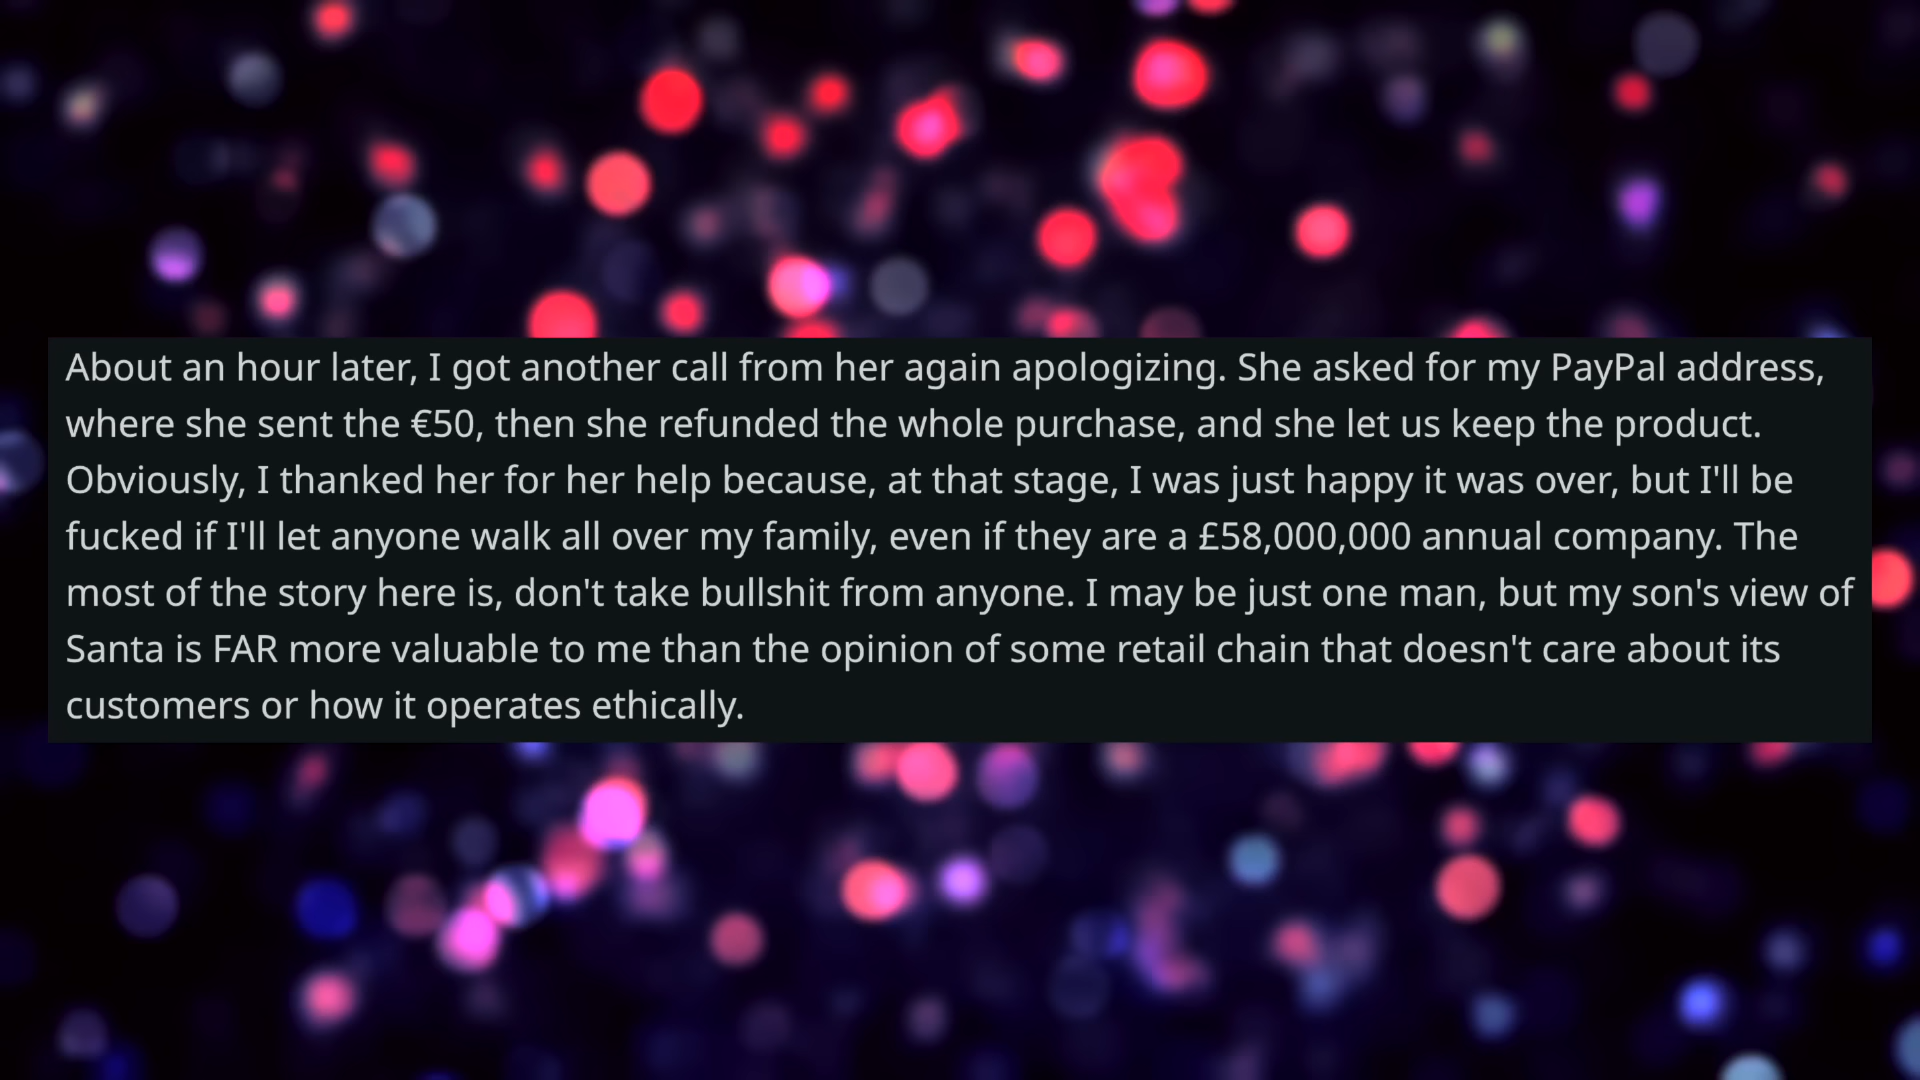 About an hour later, I got another call from her again apologizing. She asked for my PayPal address,
where she sent the €50, then she refunded the whole purchase, and she let us keep the product.
Obviously, I thanked her for her help because, at that stage, I was just happy it was over, but I'll be
fucked if I'll let anyone walk all over my family, even if they are a £58,000,000 annual company. The
most of the story here is, don't take bullshit from anyone. I may be just one man, but my son's view of
Santa is FAR more valuable to me than the opinion of some retail chain that doesn't care about its
customers or how it operates ethically.